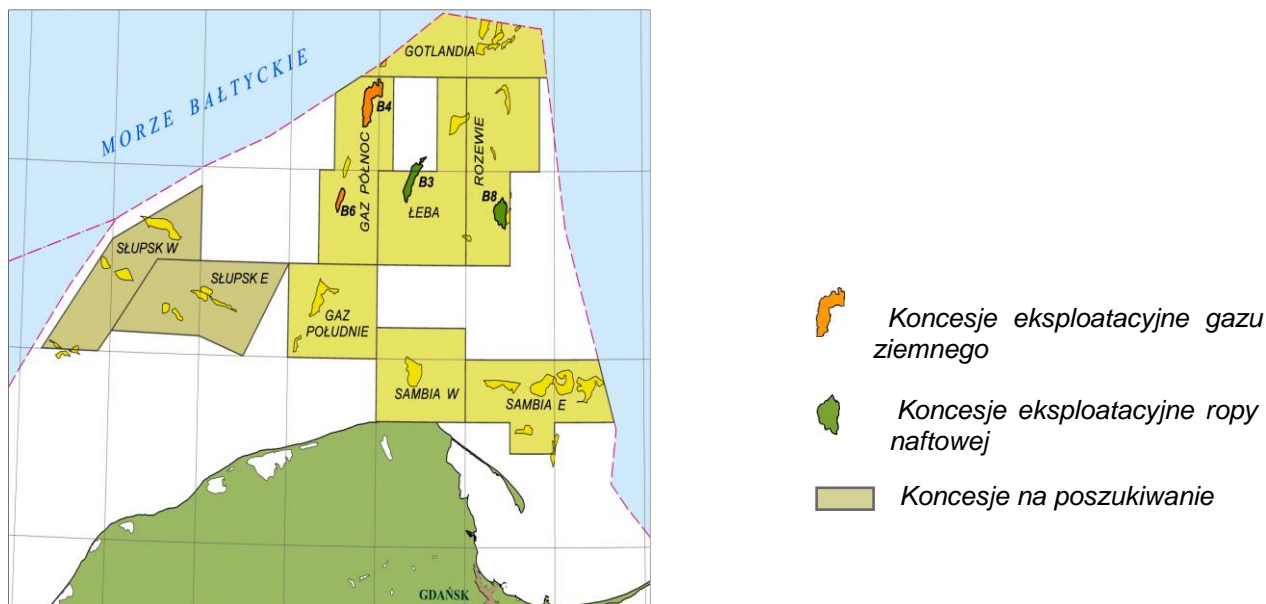 GOTLANDIA
MORZE BAŁTYCKIE
B4
GAZ PÓŁNOC
ROZEWIE
B3
B6
B8
ŁEBA
SŁUPSK W
SŁUPSK E
GAZ
POŁUDNIE
SAMBIA W
SAMBIA E
GDAŃSK
Koncesje eksploatacyjne gazu
ziemnego
Koncesje eksploatacyjne ropy
naftowej
Koncesje na poszukiwanie